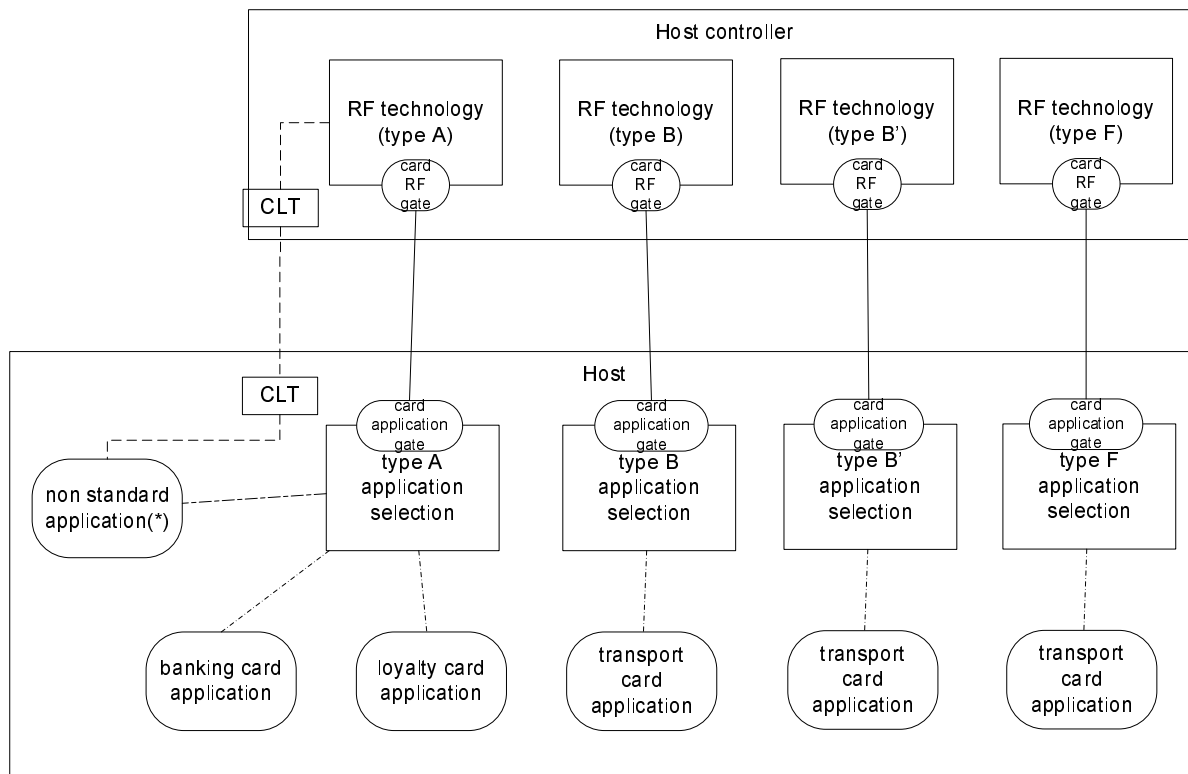 Host controller
RF technology
(type A)
RF technology
(type B)
RF technology
(type B’)
RF technology
(type F)
card
RF
gate
card
RF
gate
card
RF
gate
card
RF
gate
CLT
CLT
Host
card
application
gate
card
application
gate
card
application
gate
card
application
gate
type A
application
selection
type B
application
selection
type B’
application
selection
type F
application
selection
non standard
application(*)
banking card
application
loyalty card
application
transport
card
application
transport
card
application
transport
card
application